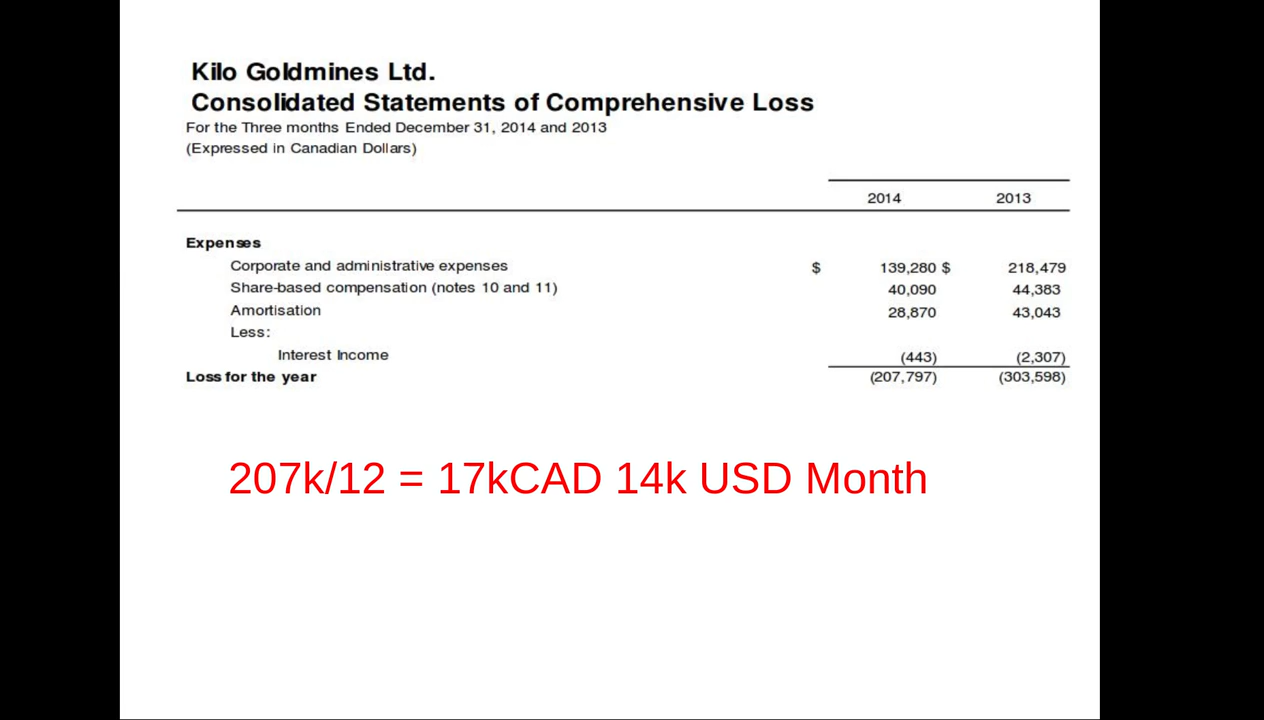 Kilo Goldmines Ltd.
Consolidated Statements of Comprehensive Loss
For the Three months Ended December 31, 2014 and 2013
(Expressed in Canadian Dollars)
2014 2013
Expenses
Corporate and administrative expenses $ 139,280 $ 218,479
Share-based compensation (notes 10 and 11) 40,090 44,383
Amortisation 28,870 43,043
Less:
Interest Income (443) (2,307)
Loss for the year (207,797) (303,598)
207k/12 = 17kCAD 14k USD Month